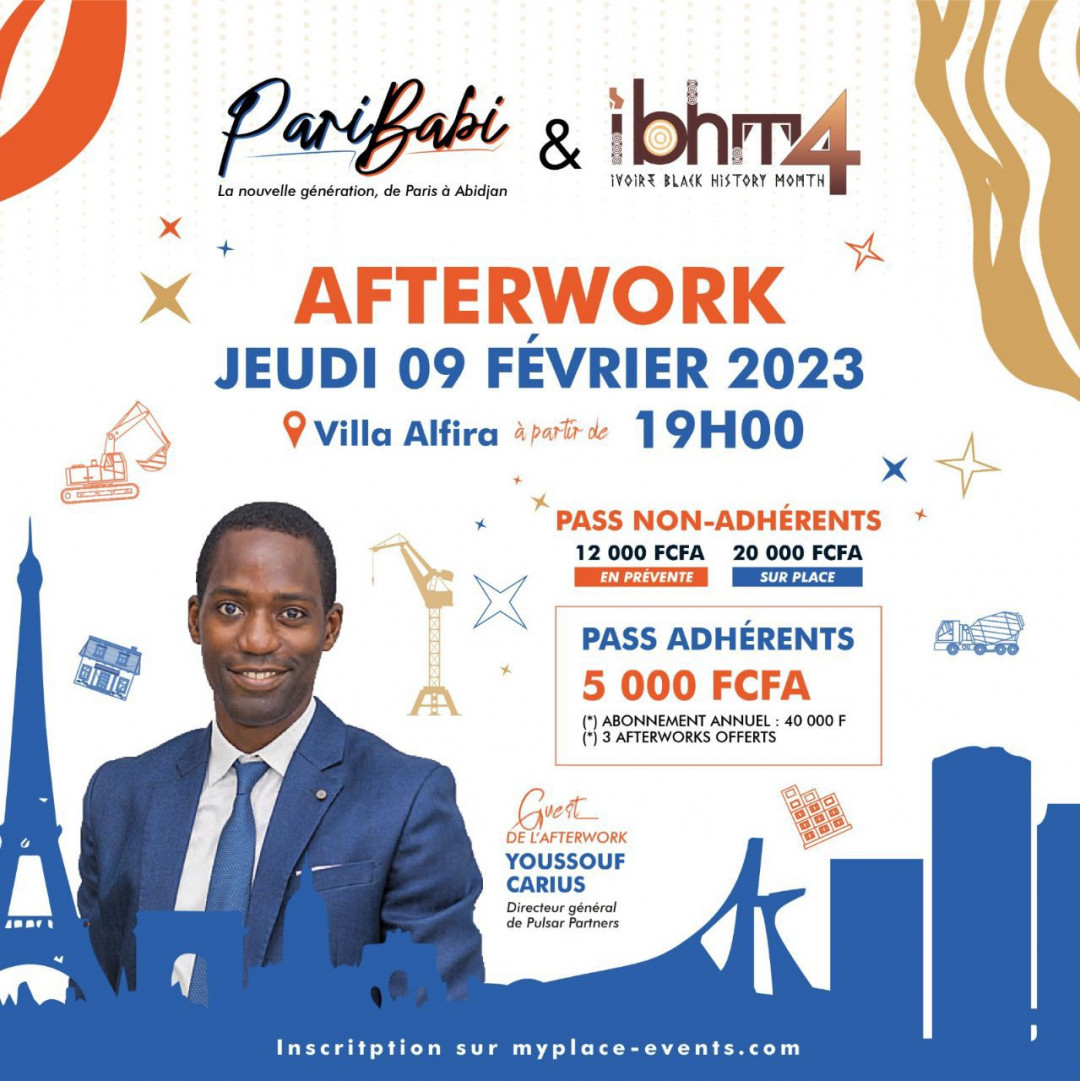 PariBabi
La nouvelle génération, de Paris à Abidjan
&
ibhm4
IVOIRE BLACK HISTORY MOMTH
AFTERWORK
JEUDI 09 FÉVRIER 2023
Villa Alfira à partir de 19H00
PASS NON-ADHÉRENTS
12 000 FCFA 20 000 FCFA
EN PRÉVENTE SUR PLACE
PASS ADHÉRENTS
5 000 FCFA
(*) ABONNEMENT ANNUEL : 40 000 F
(*) 3 AFTERWORKS OFFERTS
Guest
DE L'AFTERWORK
YOUSSOUF
CARIUS
Directeur général
de Pulsar Partners
Inscritption sur myplace-events.com